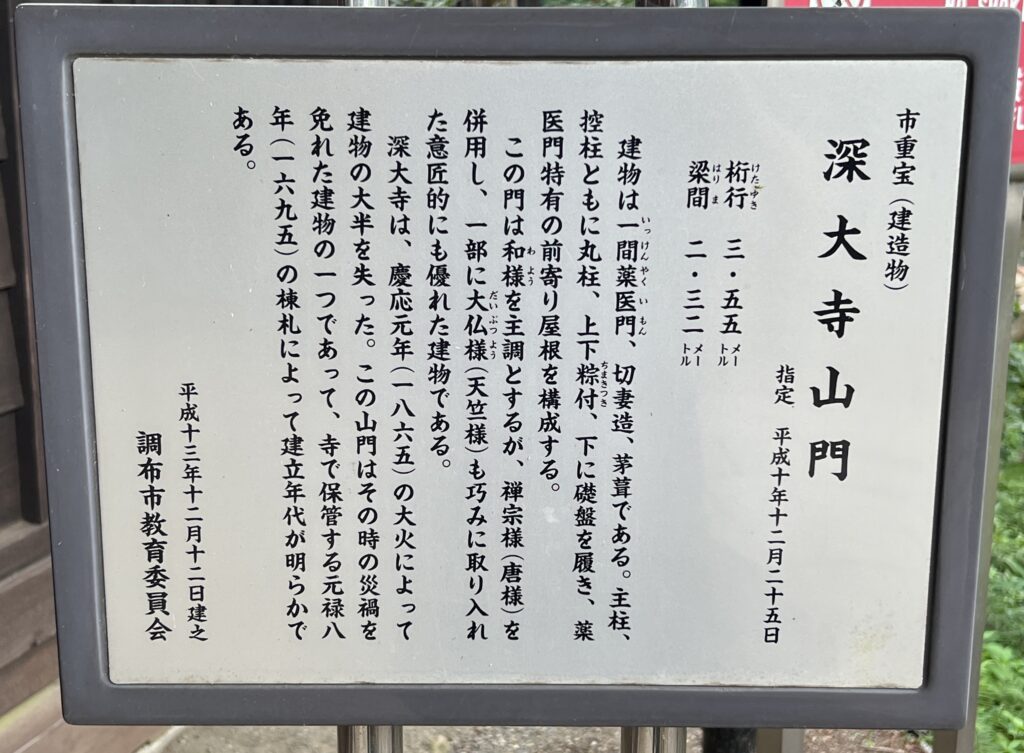 市重宝（建造物）
深大寺山門
指定 平成十年十二月二十五日
桁行 三・五五メートル
梁間 二・三二メートル
建物は一間薬医門、切妻造、茅葺である。主柱、
控柱ともに丸柱、上下粽付、下に礎盤を履き、薬
医門特有の前寄り屋根を構成する。
この門は和様を主調とするが、禅宗様（唐様）を
併用し、一部に大仏様（天竺様）も巧みに取り入れ
た意匠的にも優れた建物である。
深大寺は、慶応元年（一八六五）の大火によって
建物の大半を失った。この山門はその時の災禍を
免れた建物の一つであって、寺で保管する元禄八
年（一六九五）の棟札によって建立年代が明らかで
ある。
平成十三年十二月十二日建之
調布市教育委員会